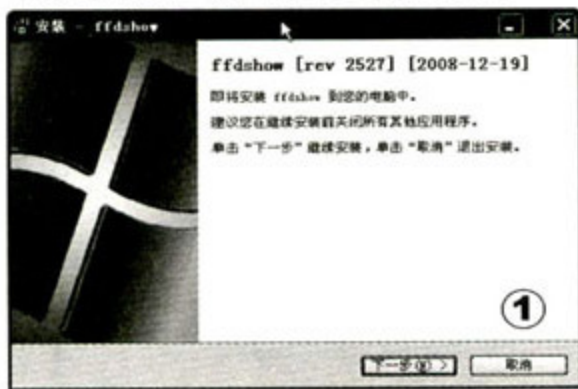 安装 - ffdshow
ffdshow [rev 2527] [2008-12-19]
即将安装 ffdshow 到您的电脑中。
建议您在继续安装前关闭所有其他应用程序。
单击“下一步”继续安装，单击“取消”退出安装。
①
下一步(N) >
取消